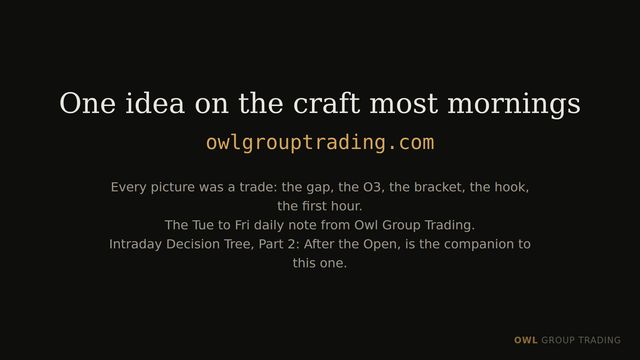 One idea on the craft most mornings
owlgrouptrading.com
Every picture was a trade: the gap, the O3, the bracket, the hook,
the first hour.
The Tue to Fri daily note from Owl Group Trading.
Intraday Decision Tree, Part 2: After the Open, is the companion to
this one.
OWL GROUP TRADING